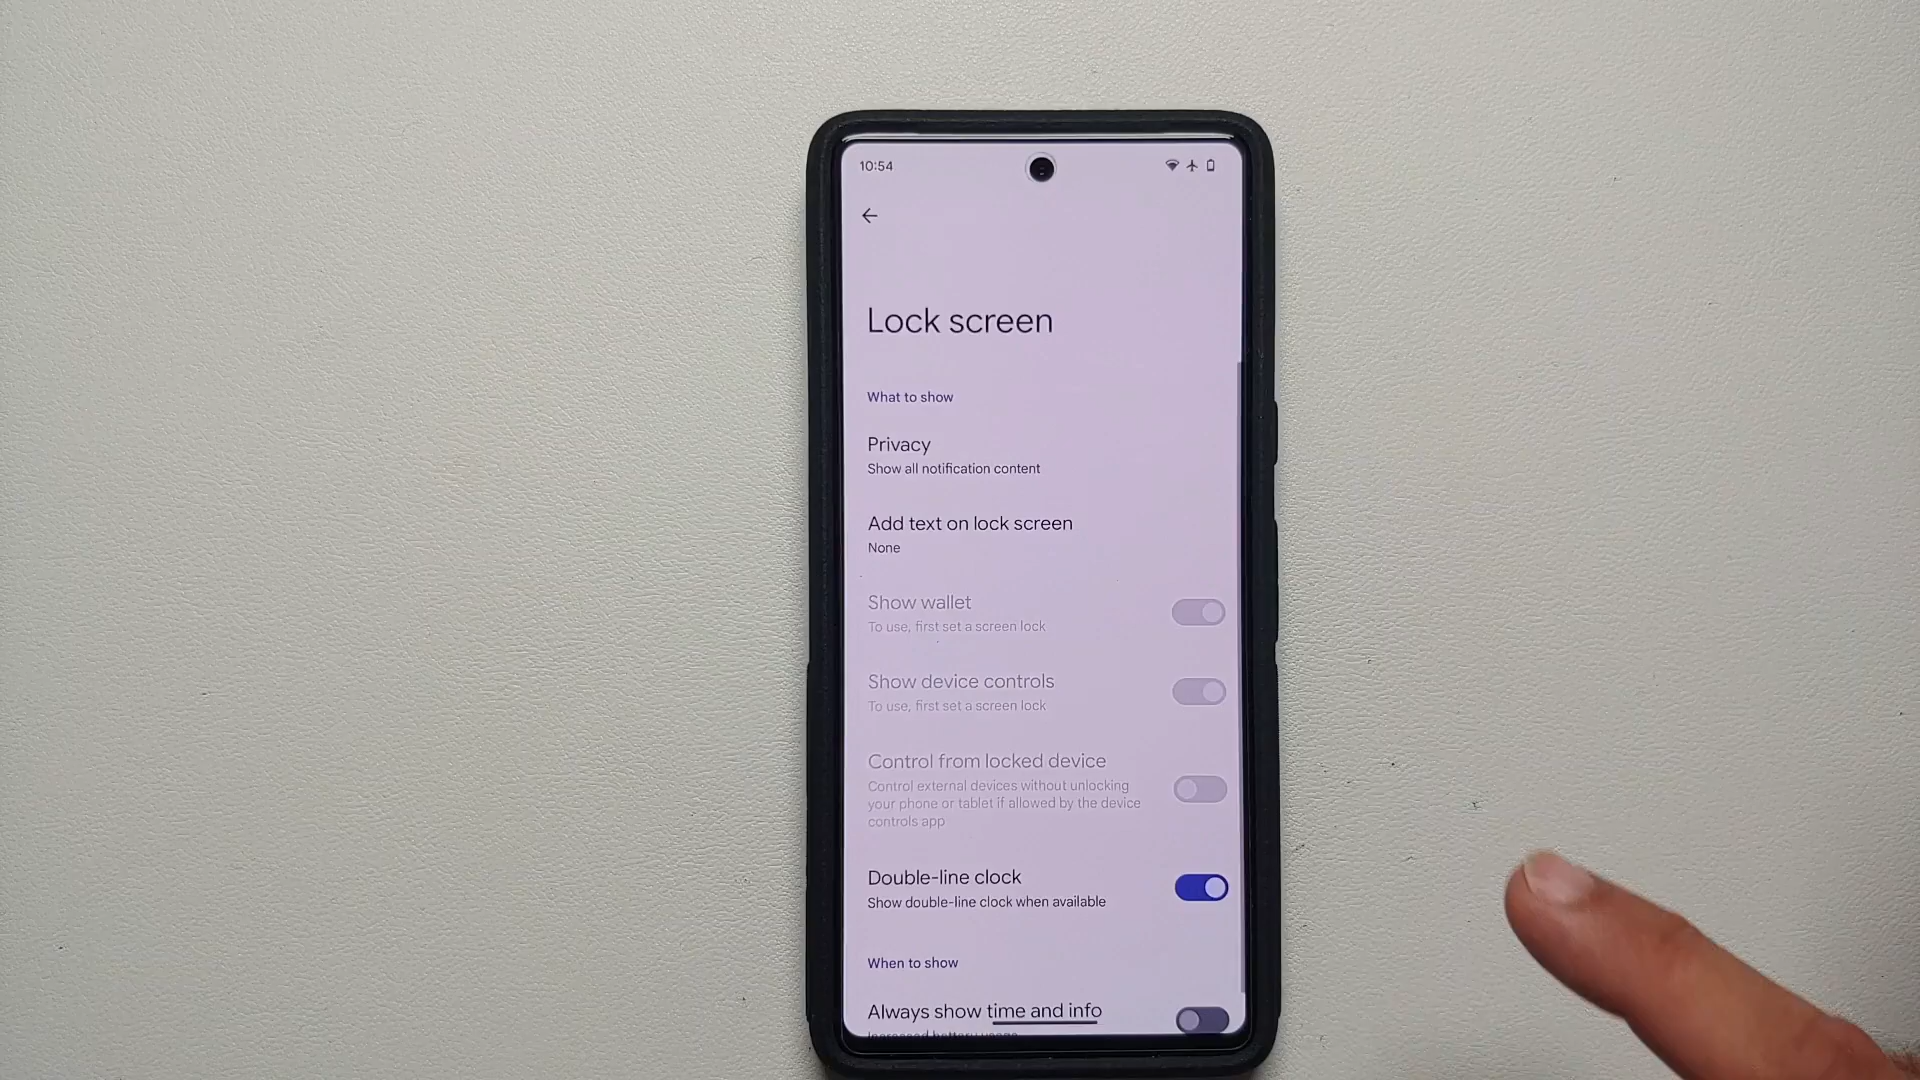 10:54
Lock screen
What to show
Privacy
Show all notification content
Add text on lock screen
None
Show wallet
To use, first set a screen lock
Show device controls
To use, first set a screen lock
Control from locked device
Control external devices without unlocking
your phone or tablet if allowed by the device
controls app
Double-line clock
Show double-line clock when available
When to show
Always show time and info
Increased battery usage